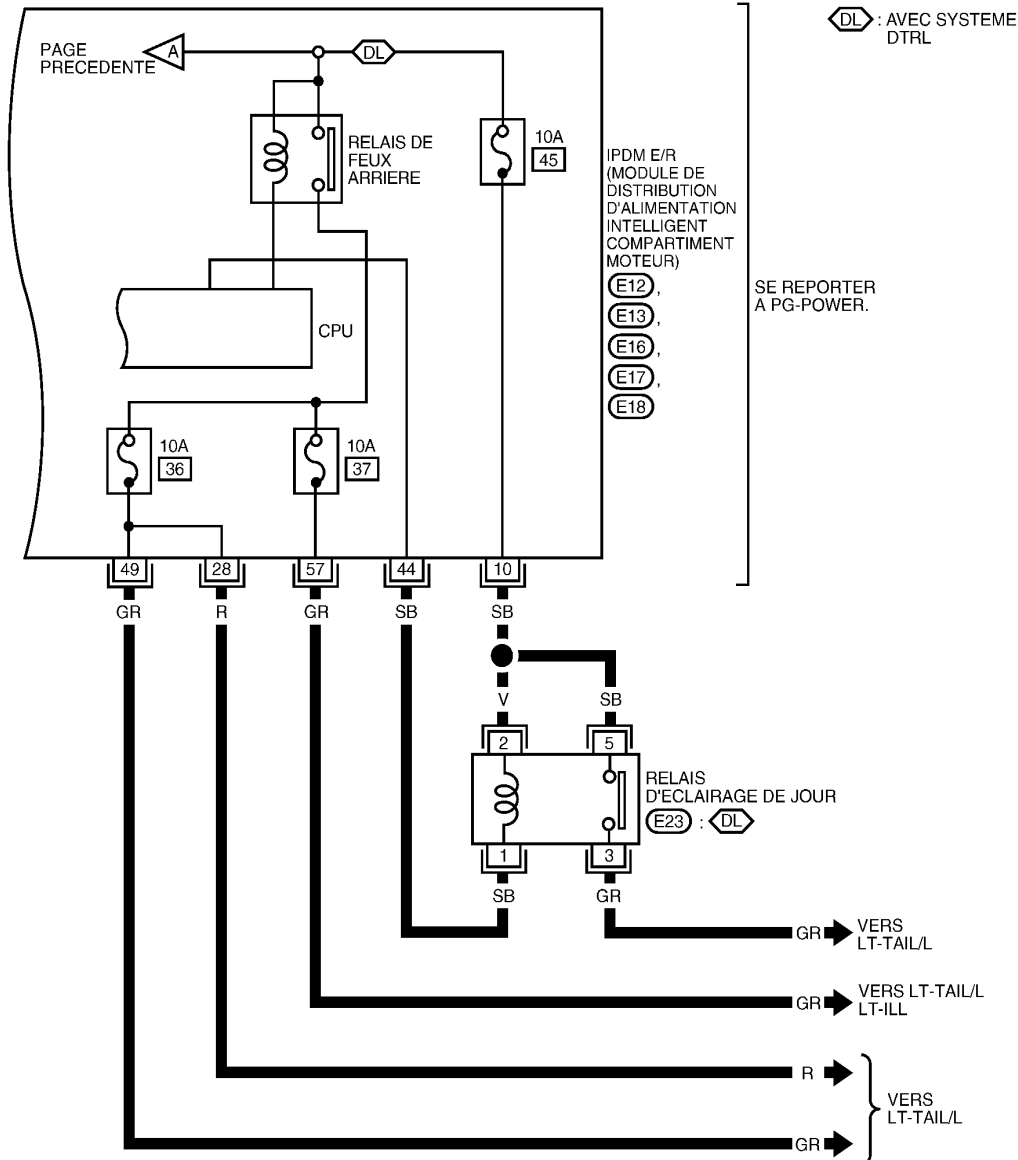 DL : AVEC SYSTEME
DTRL
PAGE
PRECEDENTE
A
DL
RELAIS DE
FEUX
ARRIERE
10A
45
IPDM E/R
(MODULE DE
DISTRIBUTION
D'ALIMENTATION
INTELLIGENT
COMPARTIMENT
MOTEUR)
E12 ,
E13 ,
E16 ,
E17 ,
E18
SE REPORTER
A PG-POWER.
CPU
10A
36
10A
37
49 28 57 44 10
GR R GR SB SB
V SB
2 5
RELAIS
D'ECLAIRAGE DE JOUR
E23 : DL
1 3
SB GR
GR VERS
LT-TAIL/L
GR VERS LT-TAIL/L
LT-ILL
R
VERS
LT-TAIL/L
GR